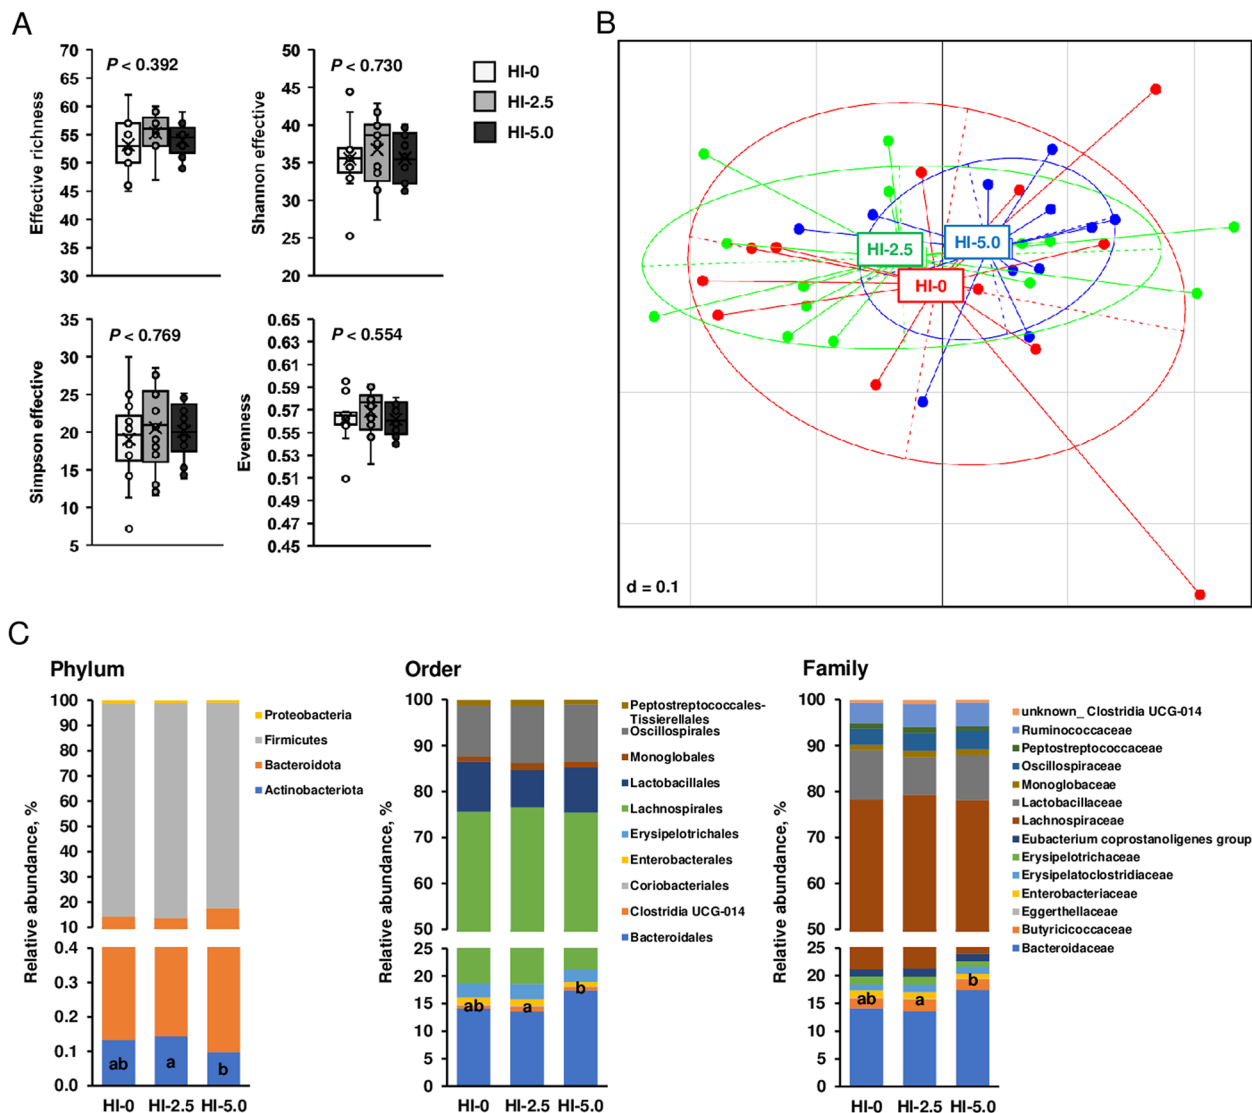 A
70
65
60
55
50
45
40
35
30
Effective richness
P < 0.392
50
45
40
35
30
25
20
Shannon effective
P < 0.730
HI-0
HI-2.5
HI-5.0
35
30
25
20
15
10
5
Simpson effective
P < 0.769
0.65
0.63
0.61
0.59
0.57
0.55
0.53
0.51
0.49
0.47
0.45
Evenness
P < 0.554
B
HI-2.5
HI-5.0
HI-0
d = 0.1
C
Phylum
Relative abundance, %
100
90
80
70
60
50
40
30
20
10
0.4
0.3
0.2
0.1
0.0
ab
a
b
HI-0
HI-2.5
HI-5.0
Proteobacteria
Firmicutes
Bacteroidota
Actinobacteriota
Order
Relative abundance, %
100
90
80
70
60
50
25
20
15
10
5
0
ab
a
b
HI-0
HI-2.5
HI-5.0
Peptostreptococcales-
Tissierellales
Oscillospirales
Monoglobales
Lactobacillales
Lachnospirales
Erysipelotrichales
Enterobacterales
Coriobacteriales
Clostridia UCG-014
Bacteroidales
Family
Relative abundance, %
100
90
80
70
60
50
25
20
15
10
5
0
ab
a
b
HI-0
HI-2.5
HI-5.0
unknown_ Clostridia UCG-014
Ruminococcaceae
Peptostreptococcaceae
Oscillospiraceae
Monoglobaceae
Lactobacillaceae
Lachnospiraceae
Eubacterium coprostanoligenes group
Erysipelotrichaceae
Erysipelatoclostridiaceae
Enterobacteriaceae
Eggerthellaceae
Butyricicoccaceae
Bacteroidaceae